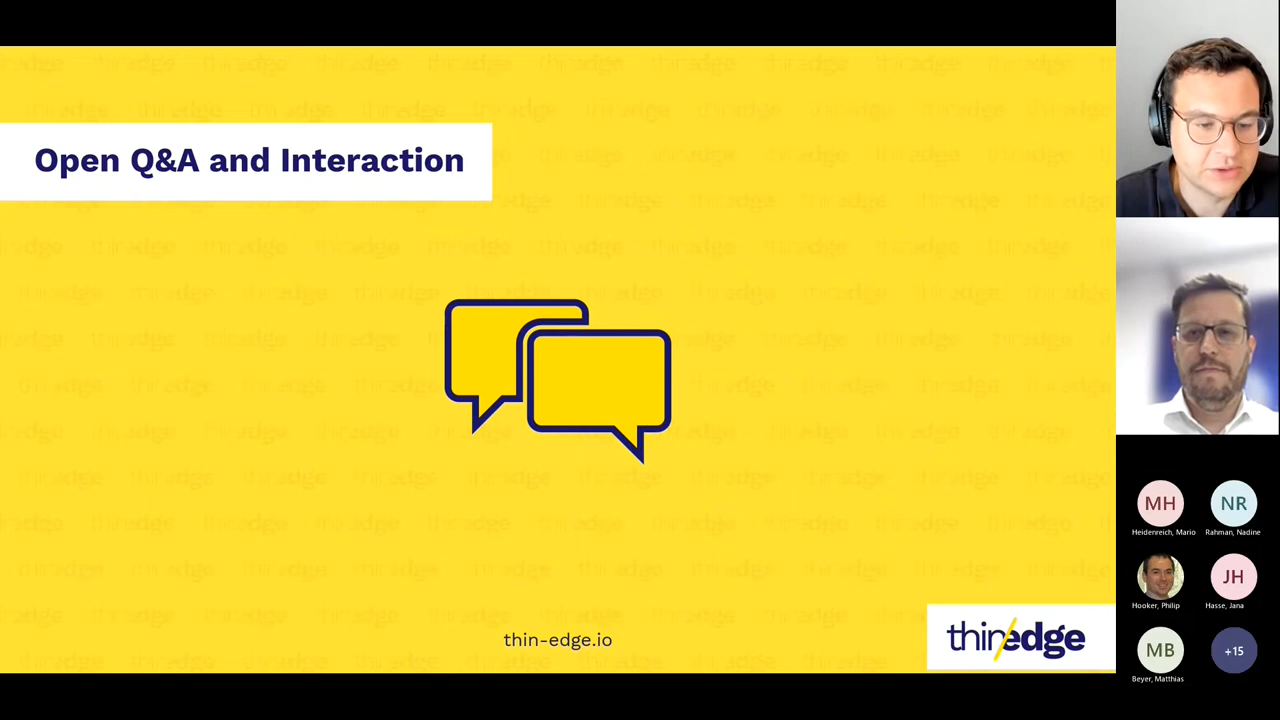 Open Q&A and Interaction
thin-edge.io
thin/edge
MH
Heidenreich, Mario
NR
Rahman, Nadine
Hooker, Philip
JH
Hasse, Jana
MB
Beyer, Matthias
+15